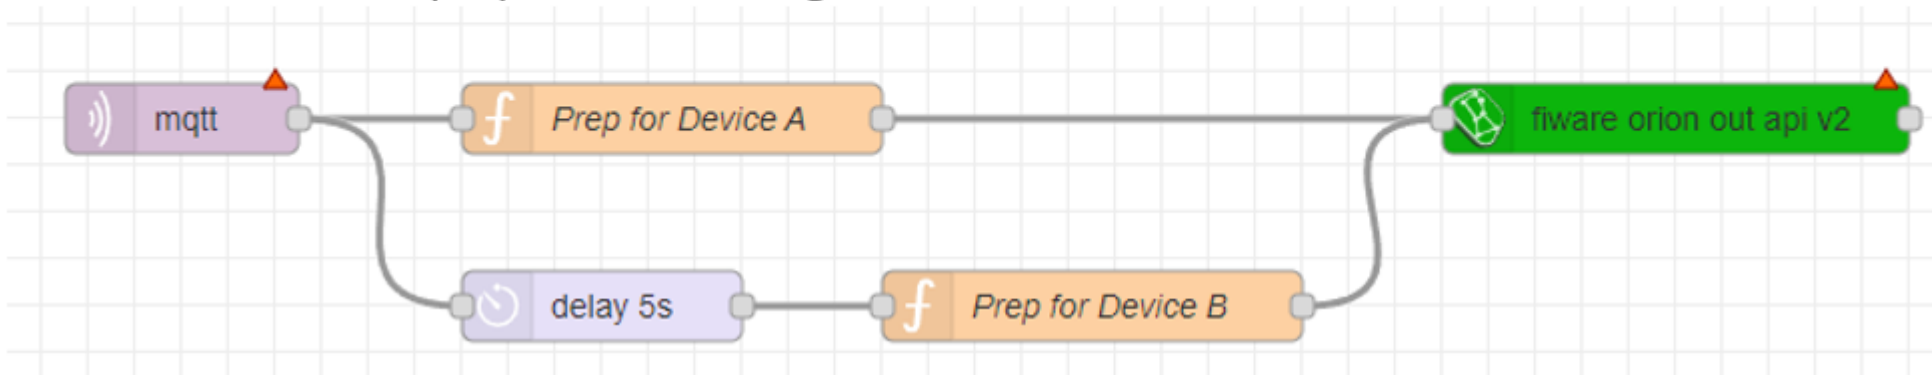 mqtt
Prep for Device A
fiware orion out api v2
delay 5s
Prep for Device B